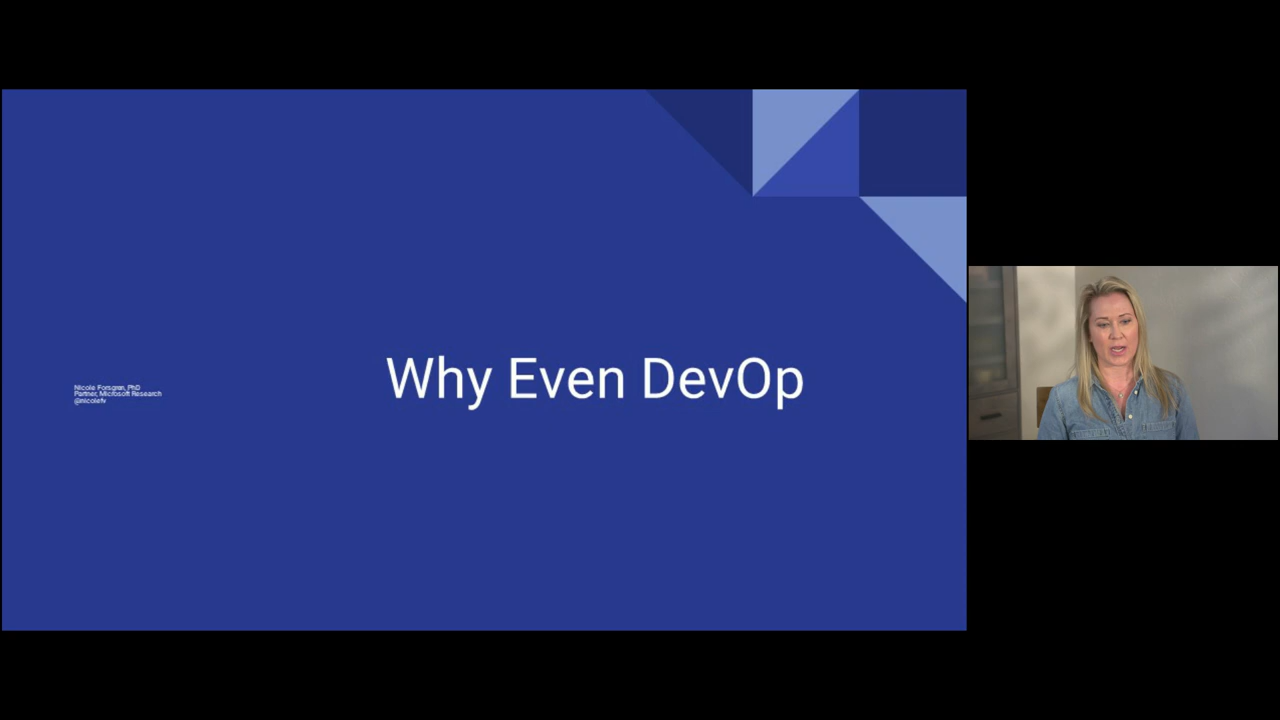 Why Even DevOp
Nicole Forsgren, PhD
Partner, Microsoft Research
@nicolefv